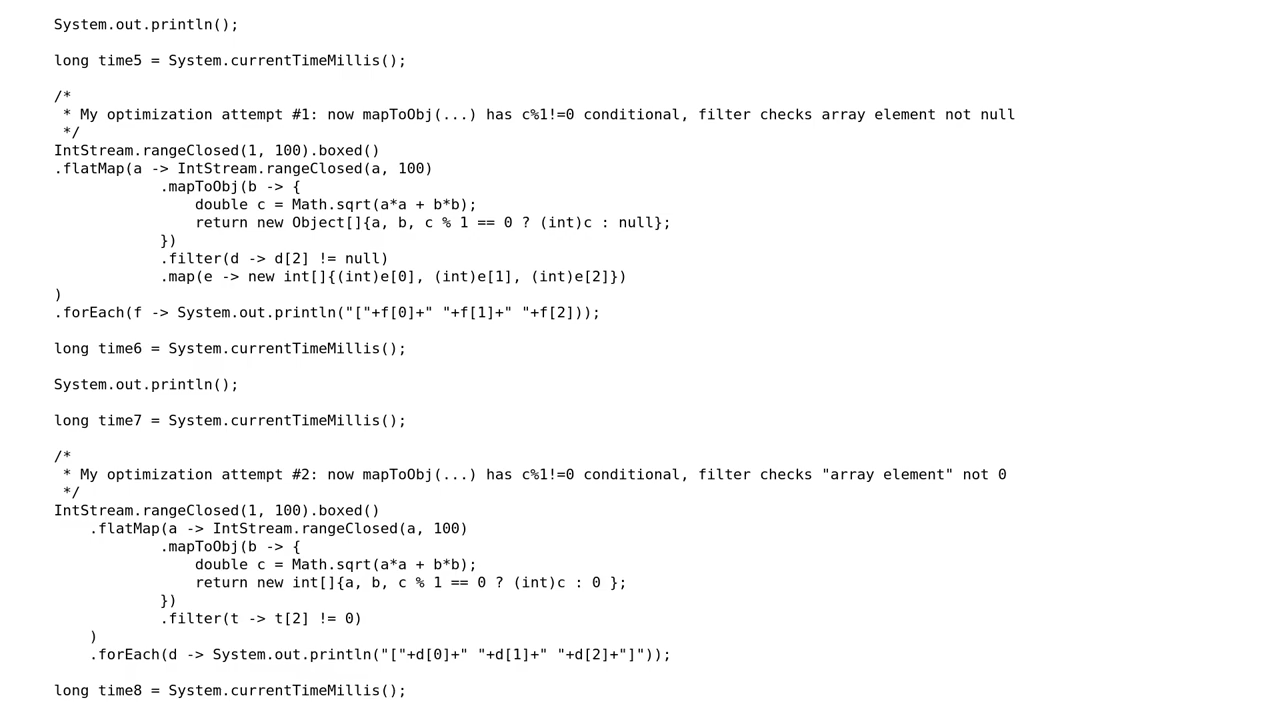 System.out.println();
long time5 = System.currentTimeMillis();
/*
 * My optimization attempt #1: now mapToObj(...) has c%1!=0 conditional, filter checks array element not null
 */
IntStream.rangeClosed(1, 100).boxed()
.flatMap(a -> IntStream.rangeClosed(a, 100)
            .mapToObj(b -> {
                double c = Math.sqrt(a*a + b*b);
                return new Object[]{a, b, c % 1 == 0 ? (int)c : null};
            })
            .filter(d -> d[2] != null)
            .map(e -> new int[]{(int)e[0], (int)e[1], (int)e[2]})
)
.forEach(f -> System.out.println("["+f[0]+" "+f[1]+" "+f[2]));
long time6 = System.currentTimeMillis();
System.out.println();
long time7 = System.currentTimeMillis();
/*
 * My optimization attempt #2: now mapToObj(...) has c%1!=0 conditional, filter checks "array element" not 0
 */
IntStream.rangeClosed(1, 100).boxed()
    .flatMap(a -> IntStream.rangeClosed(a, 100)
            .mapToObj(b -> {
                double c = Math.sqrt(a*a + b*b);
                return new int[]{a, b, c % 1 == 0 ? (int)c : 0 };
            })
            .filter(t -> t[2] != 0)
    )
    .forEach(d -> System.out.println("["+d[0]+" "+d[1]+" "+d[2]+"]"));
long time8 = System.currentTimeMillis();